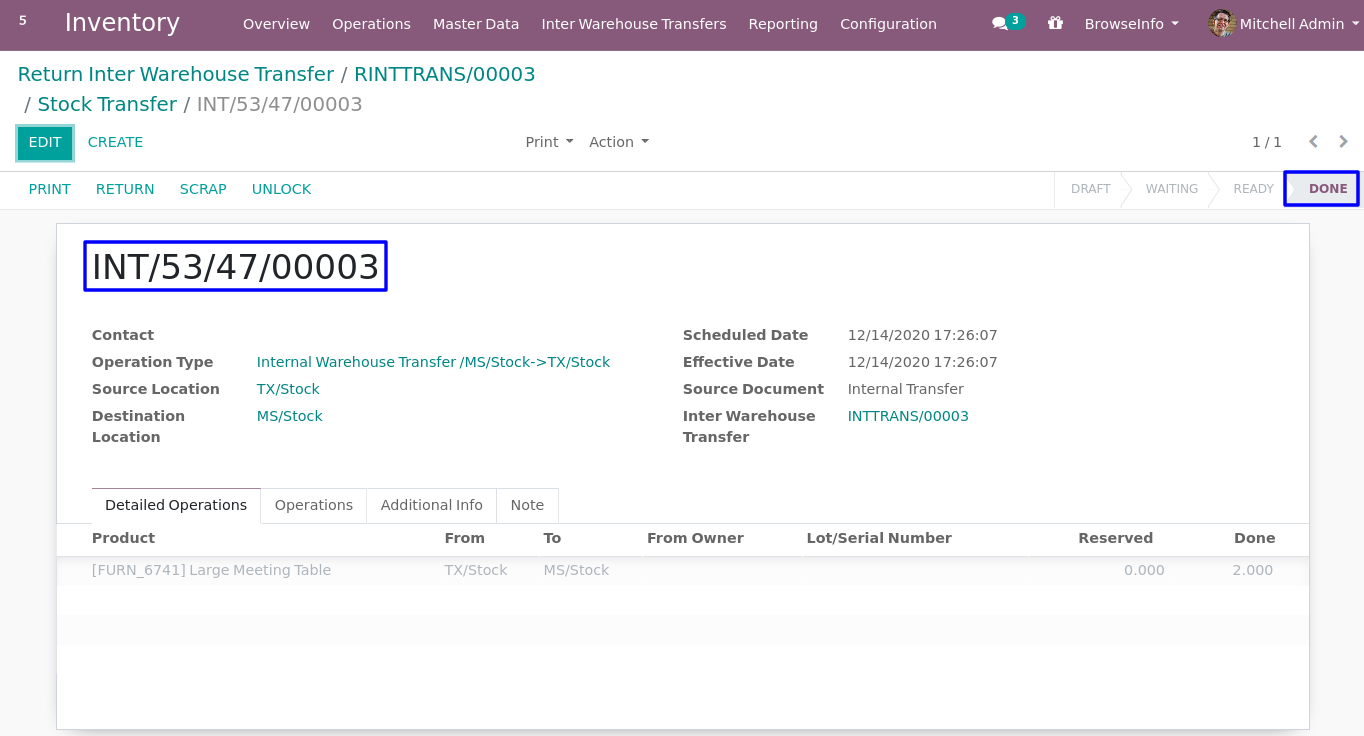 5 Inventory Overview Operations Master Data Inter Warehouse Transfers Reporting Configuration 3 BrowseInfo Mitchell Admin
Return Inter Warehouse Transfer / RINTTRANS/00003
/ Stock Transfer / INT/53/47/00003
EDIT CREATE Print Action 1 / 1
PRINT RETURN SCRAP UNLOCK DRAFT WAITING READY DONE
INT/53/47/00003
Contact Scheduled Date 12/14/2020 17:26:07
Operation Type Internal Warehouse Transfer /MS/Stock->TX/Stock Effective Date 12/14/2020 17:26:07
Source Location TX/Stock Source Document Internal Transfer
Destination Location MS/Stock Inter Warehouse Transfer INTTRANS/00003
Detailed Operations Operations Additional Info Note
Product From To From Owner Lot/Serial Number Reserved Done
[FURN_6741] Large Meeting Table TX/Stock MS/Stock 0.000 2.000